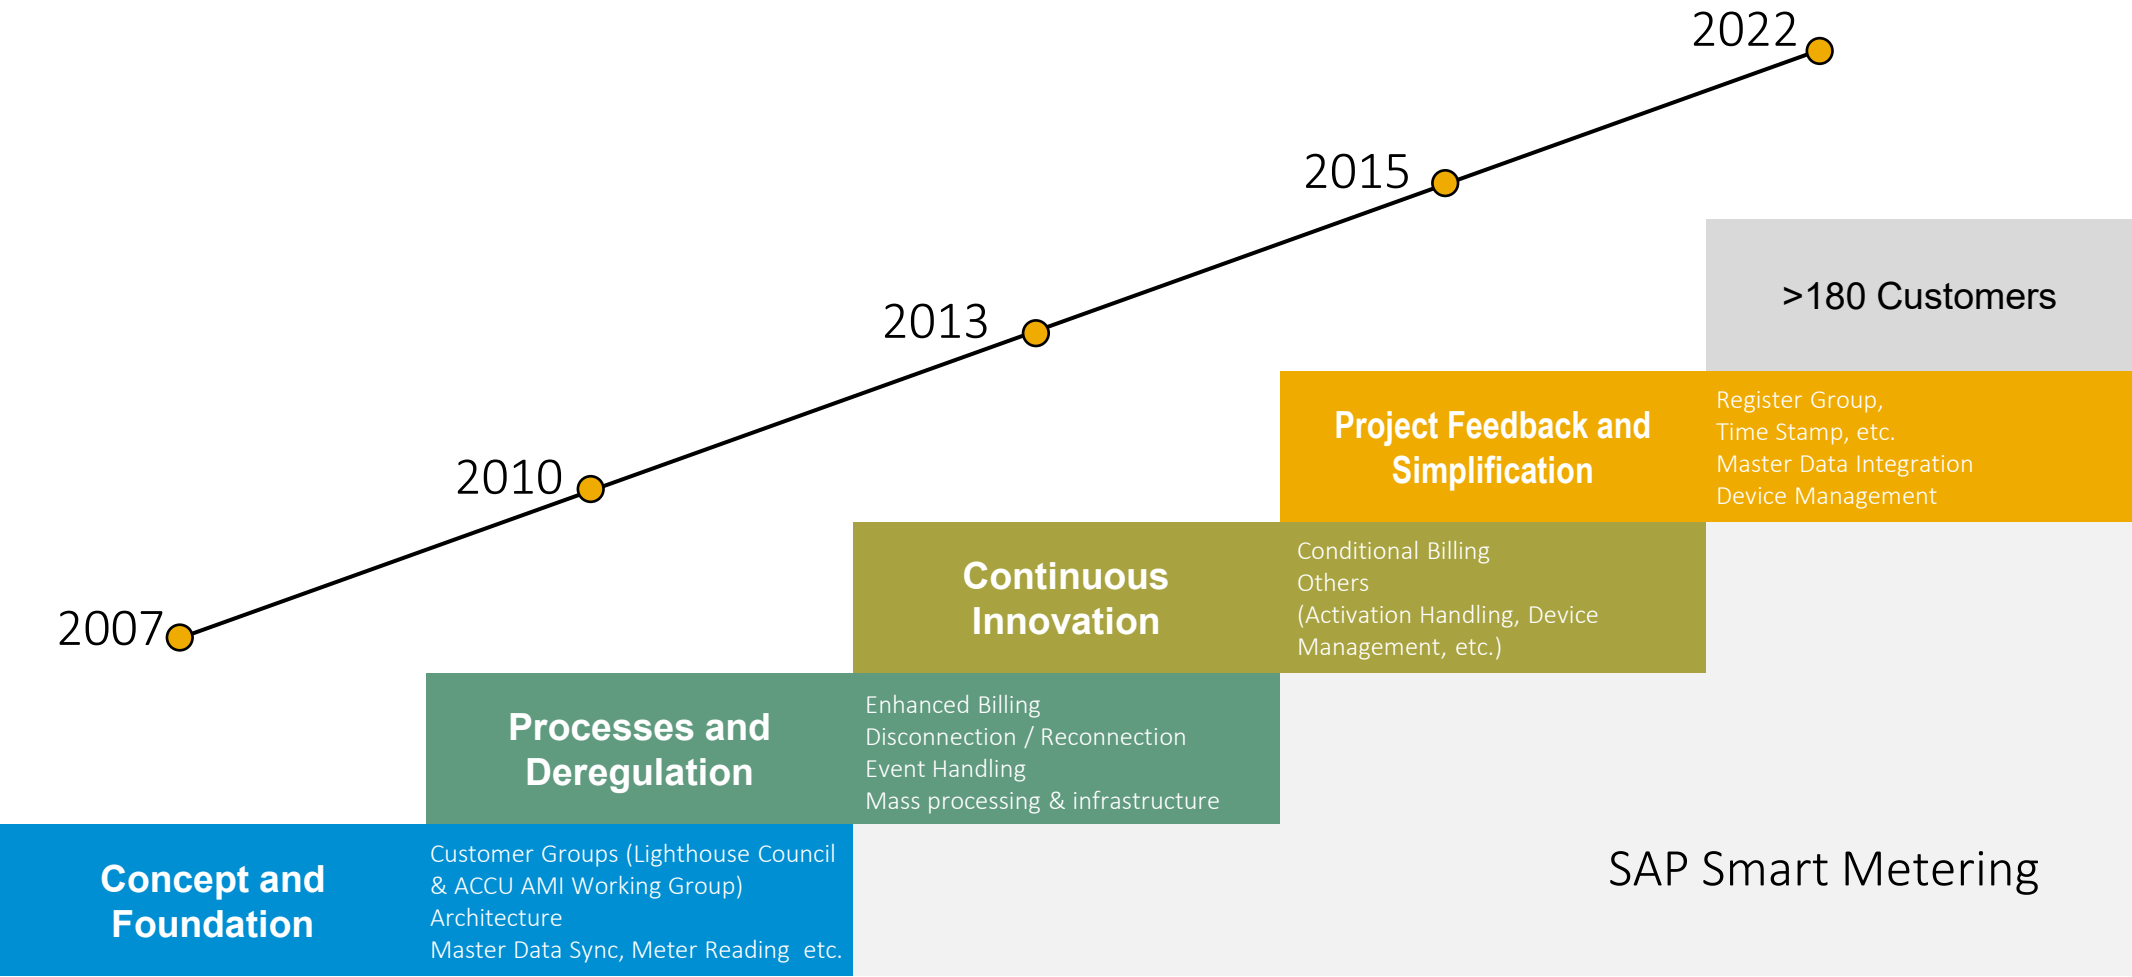 2022
2015
2013
2010
2007
>180 Customers
Project Feedback and
Simplification
Register Group,
Time Stamp, etc.
Master Data Integration
Device Management
Continuous
Innovation
Conditional Billing
Others
(Activation Handling, Device
Management, etc.)
Processes and
Deregulation
Enhanced Billing
Disconnection / Reconnection
Event Handling
Mass processing & infrastructure
Concept and
Foundation
Customer Groups (Lighthouse Council
& ACCU AMI Working Group)
Architecture
Master Data Sync, Meter Reading  etc.
SAP Smart Metering